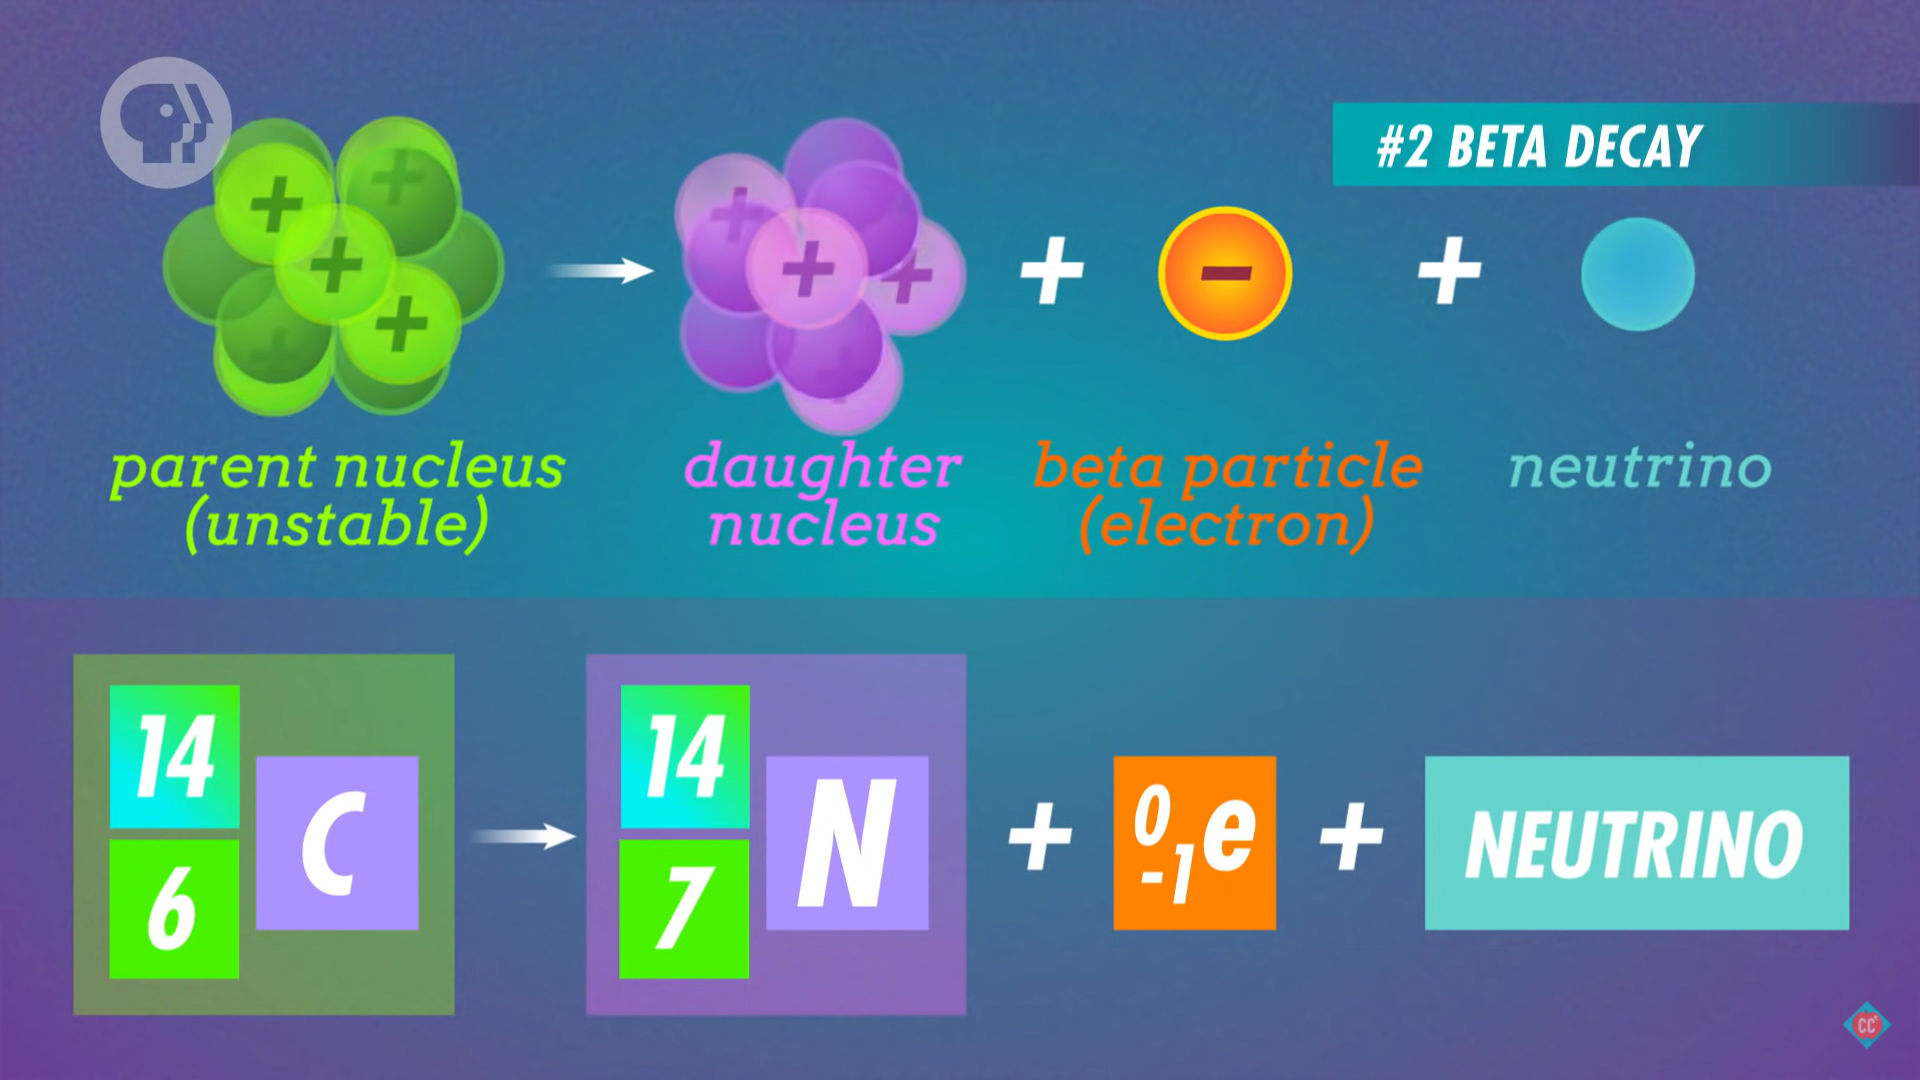 #2 BETA DECAY
+ + + + +
→
+ + + +
+
-
+
parent nucleus
(unstable)
daughter
nucleus
beta particle
(electron)
neutrino
14
6
C
→
14
7
N
+
0
-1
e
+
NEUTRINO
CC